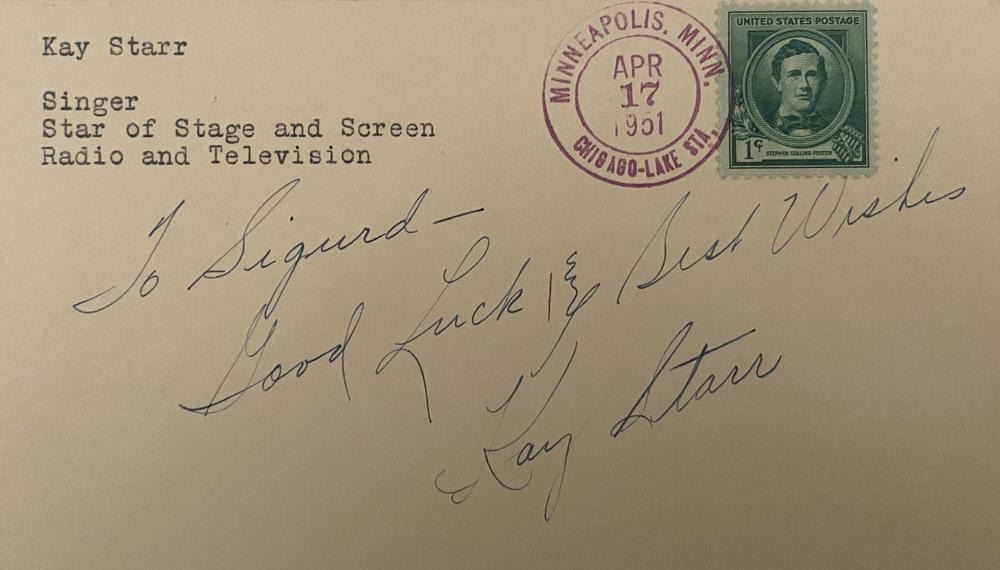 Kay Starr
Singer
Star of Stage and Screen
Radio and Television
MINNEAPOLIS, MINN.
APR
17
1951
CHICAGO-LAKE STA.
UNITED STATES POSTAGE
1¢
STEPHEN COLLINS FOSTER
To Sigurd—
Good Luck & Best Wishes
Kay Starr